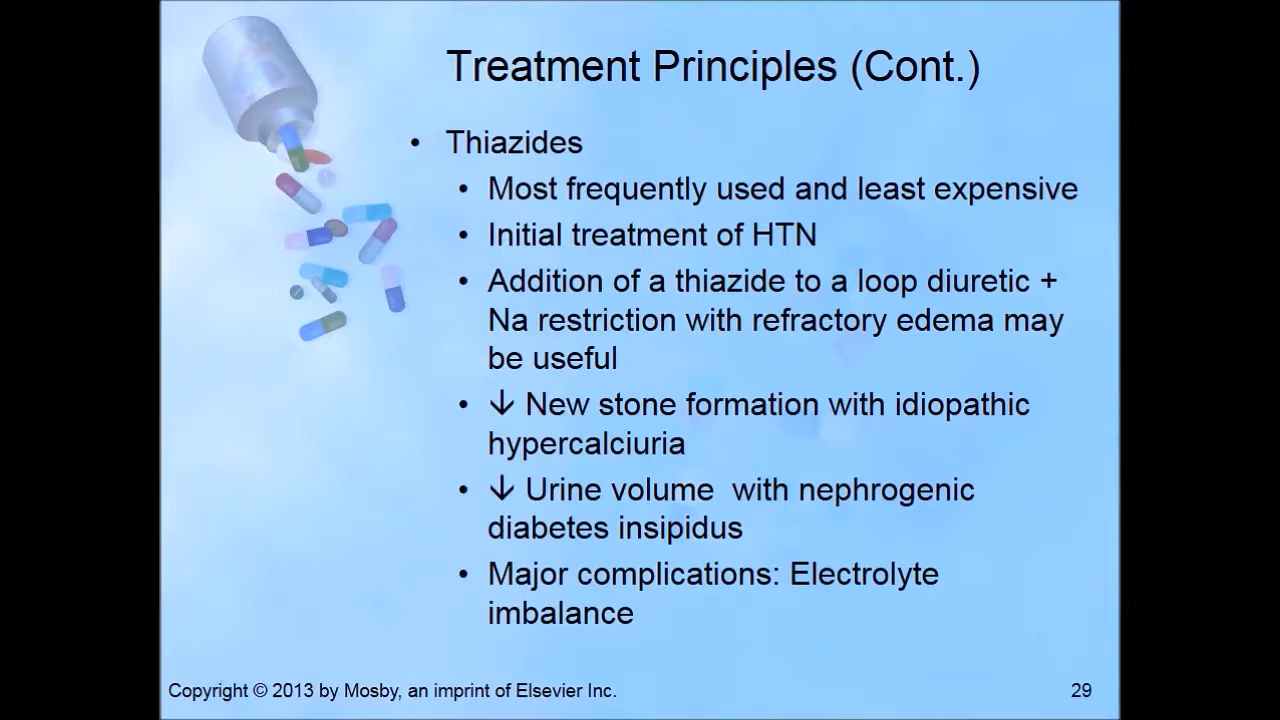 Treatment Principles (Cont.)
• Thiazides
• Most frequently used and least expensive
• Initial treatment of HTN
• Addition of a thiazide to a loop diuretic +
Na restriction with refractory edema may
be useful
• ↓ New stone formation with idiopathic
hypercalciuria
• ↓ Urine volume  with nephrogenic
diabetes insipidus
• Major complications: Electrolyte
imbalance
Copyright © 2013 by Mosby, an imprint of Elsevier Inc.
29